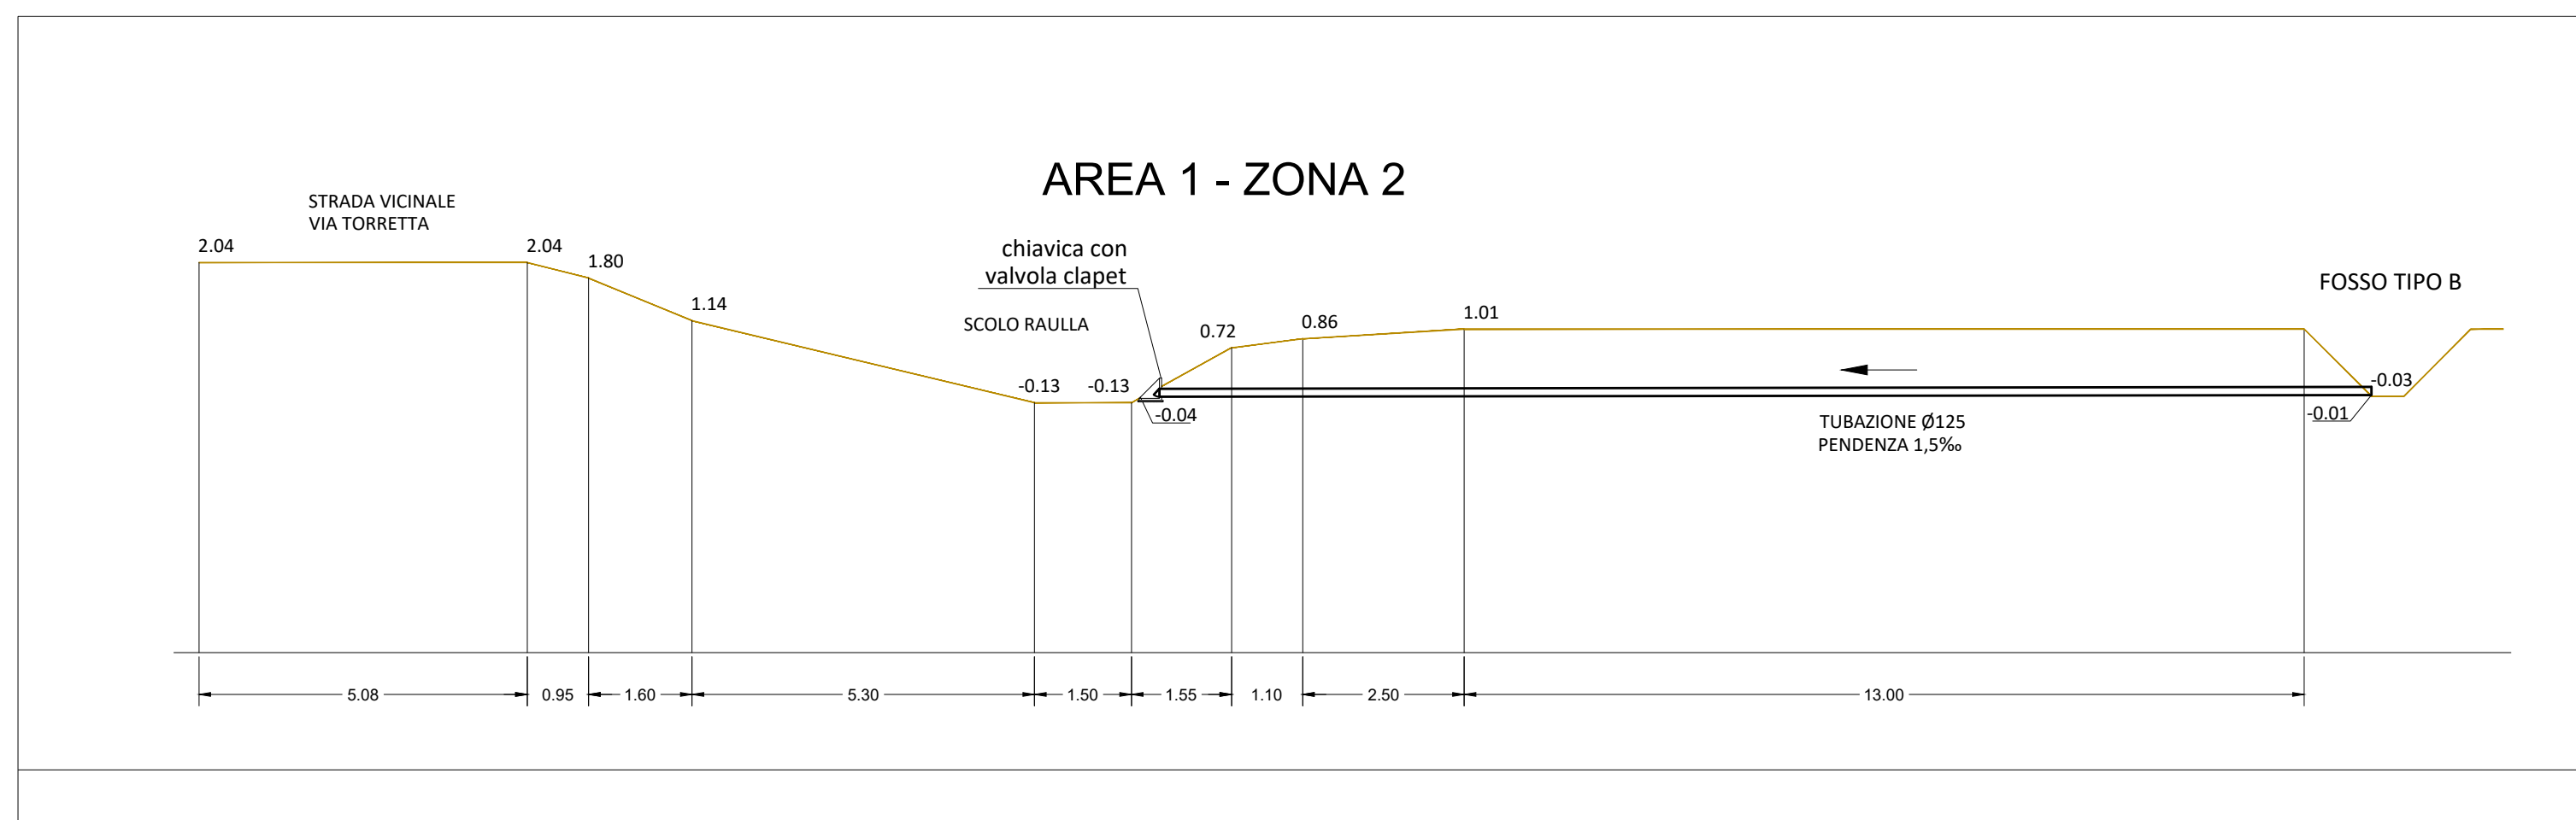 AREA 1 - ZONA 2
STRADA VICINALE
VIA TORRETTA
2.04
2.04
1.80
1.14
chiavica con
valvola clapet
SCOLO RAULLA
-0.13
-0.13
-0.04
0.72
0.86
1.01
FOSSO TIPO B
-0.03
-0.01
TUBAZIONE Ø125
PENDENZA 1,5‰
5.08
0.95
1.60
5.30
1.50
1.55
1.10
2.50
13.00